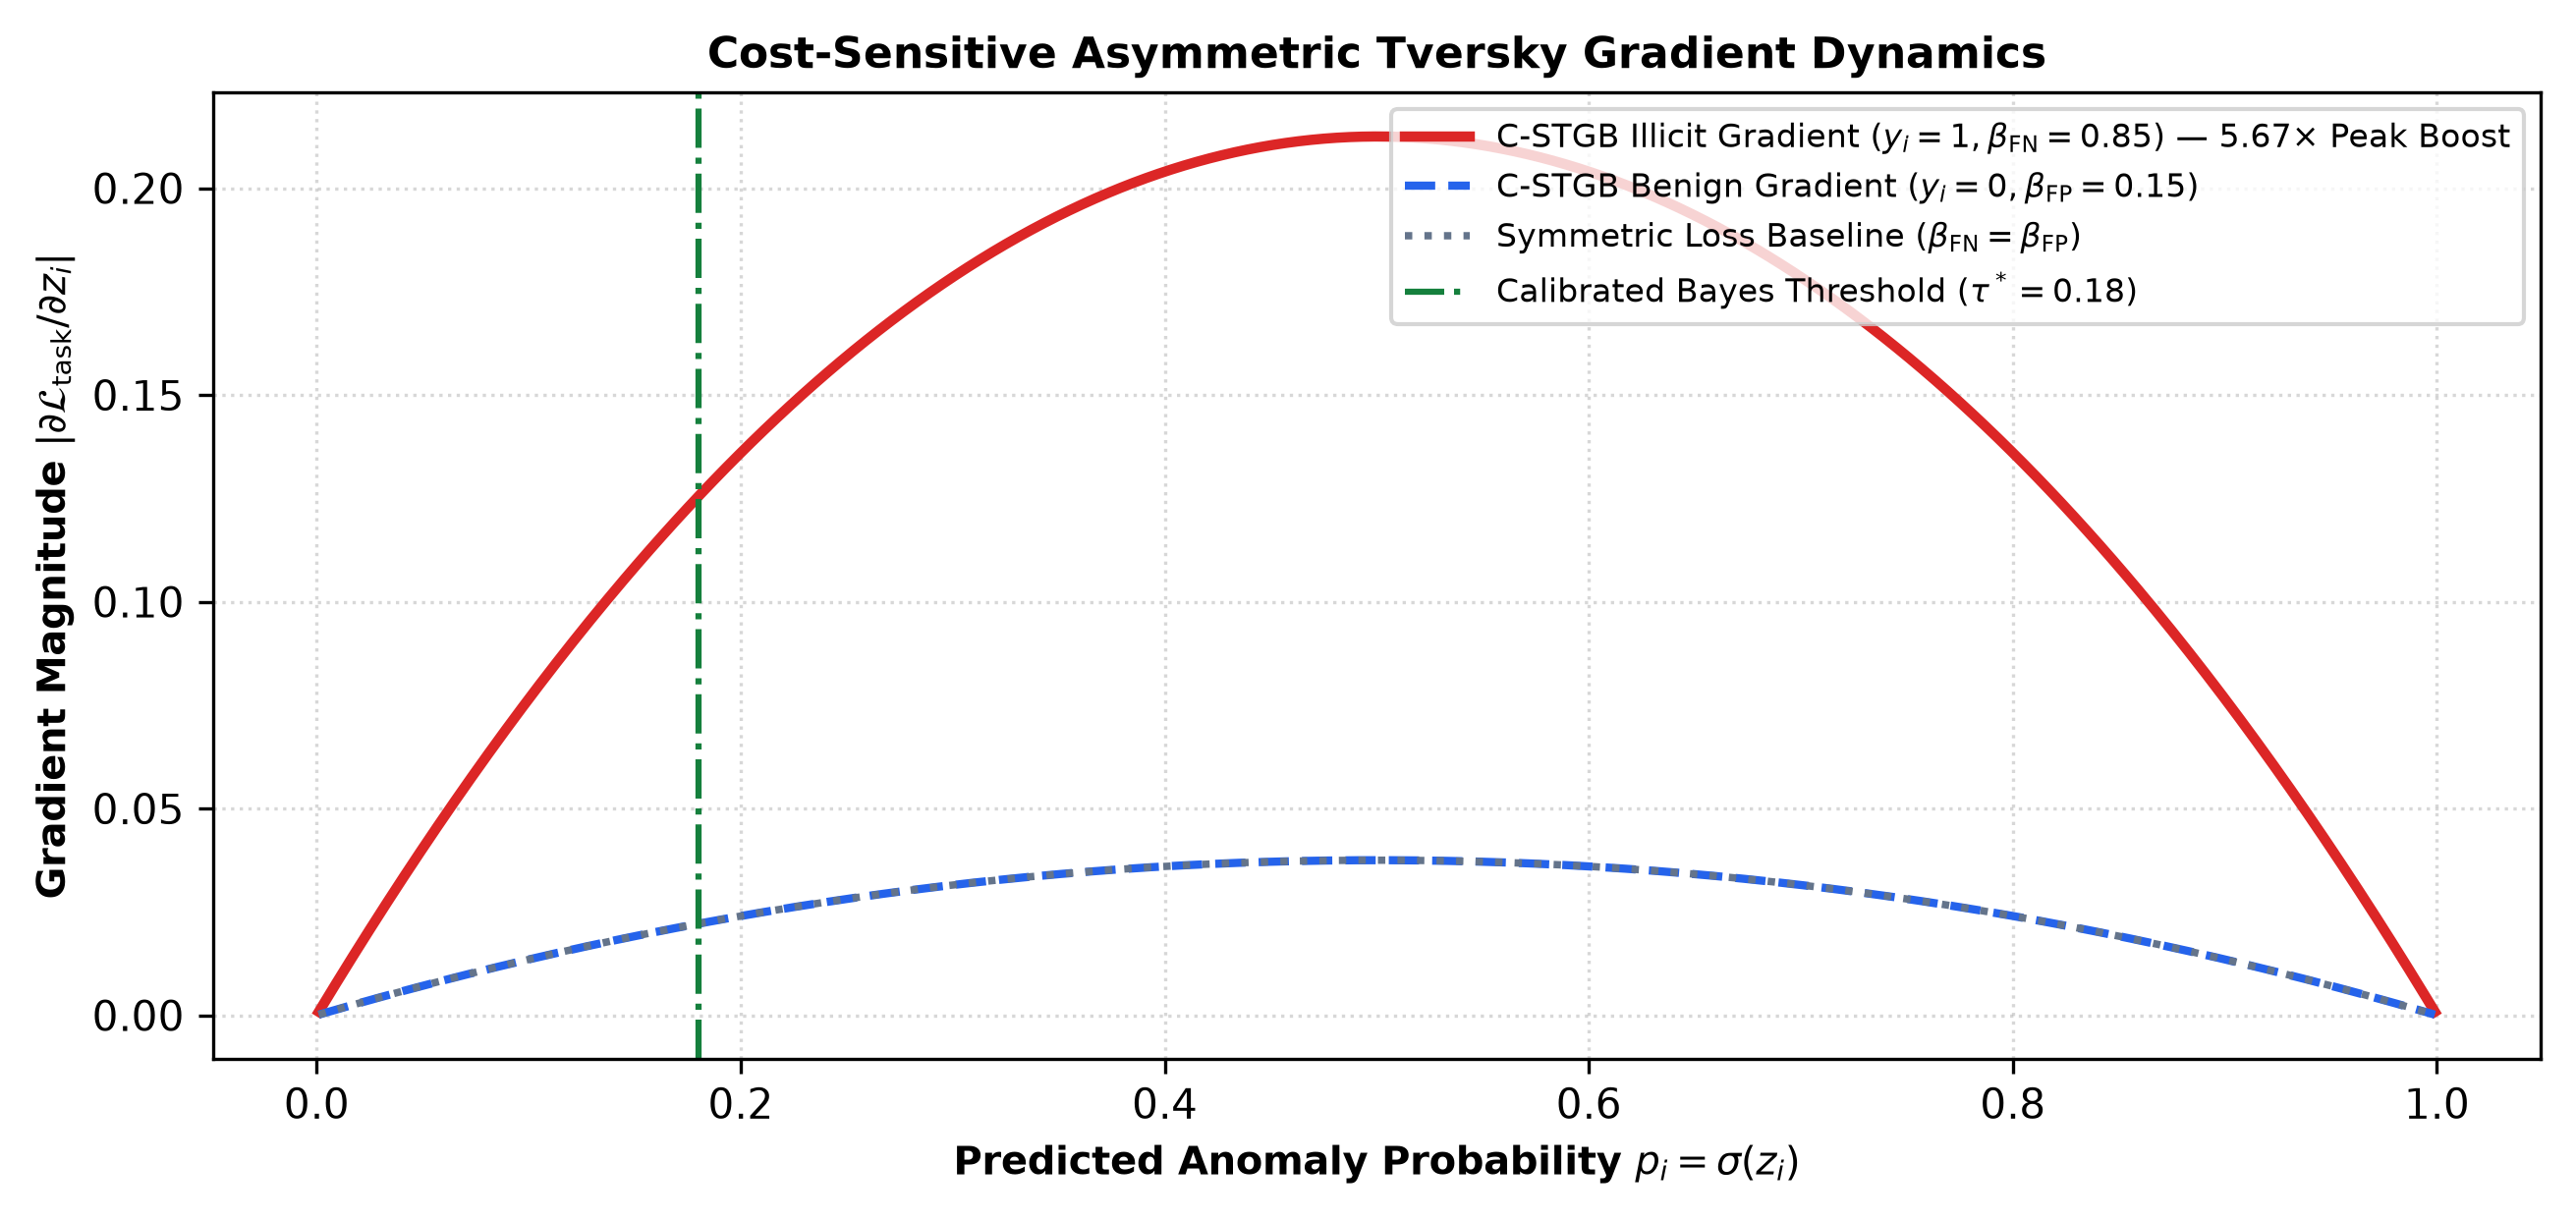 Cost-Sensitive Asymmetric Tversky Gradient Dynamics
C-STGB Illicit Gradient (yᵢ = 1, β_FN = 0.85) — 5.67× Peak Boost
C-STGB Benign Gradient (yᵢ = 0, β_FP = 0.15)
Symmetric Loss Baseline (β_FN = β_FP)
Calibrated Bayes Threshold (τ* = 0.18)
Gradient Magnitude |∂ℒ_task/∂zᵢ|
0.20
0.15
0.10
0.05
0.00
0.0 0.2 0.4 0.6 0.8 1.0
Predicted Anomaly Probability pᵢ = σ(zᵢ)